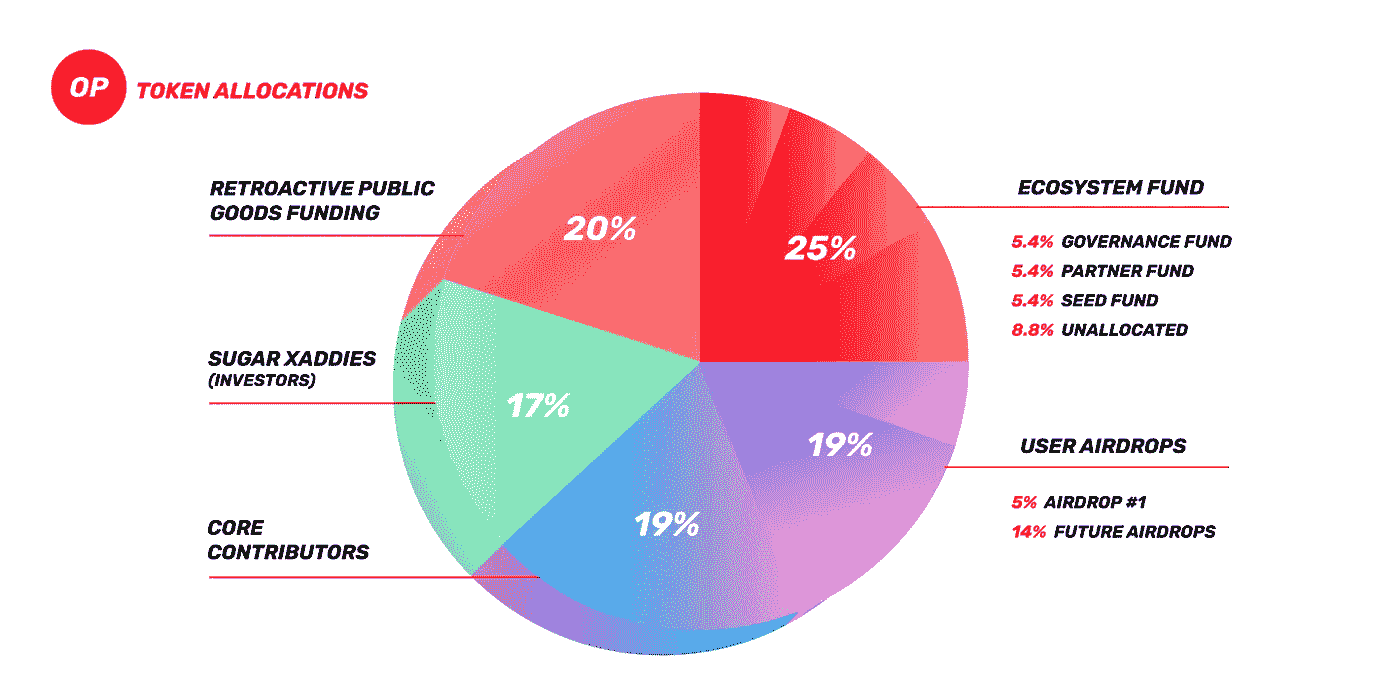 OP TOKEN ALLOCATIONS
RETROACTIVE PUBLIC
GOODS FUNDING
20%
SUGAR XADDIES
(INVESTORS)
17%
CORE
CONTRIBUTORS
19%
25%
ECOSYSTEM FUND
5.4% GOVERNANCE FUND
5.4% PARTNER FUND
5.4% SEED FUND
8.8% UNALLOCATED
19%
USER AIRDROPS
5% AIRDROP #1
14% FUTURE AIRDROPS